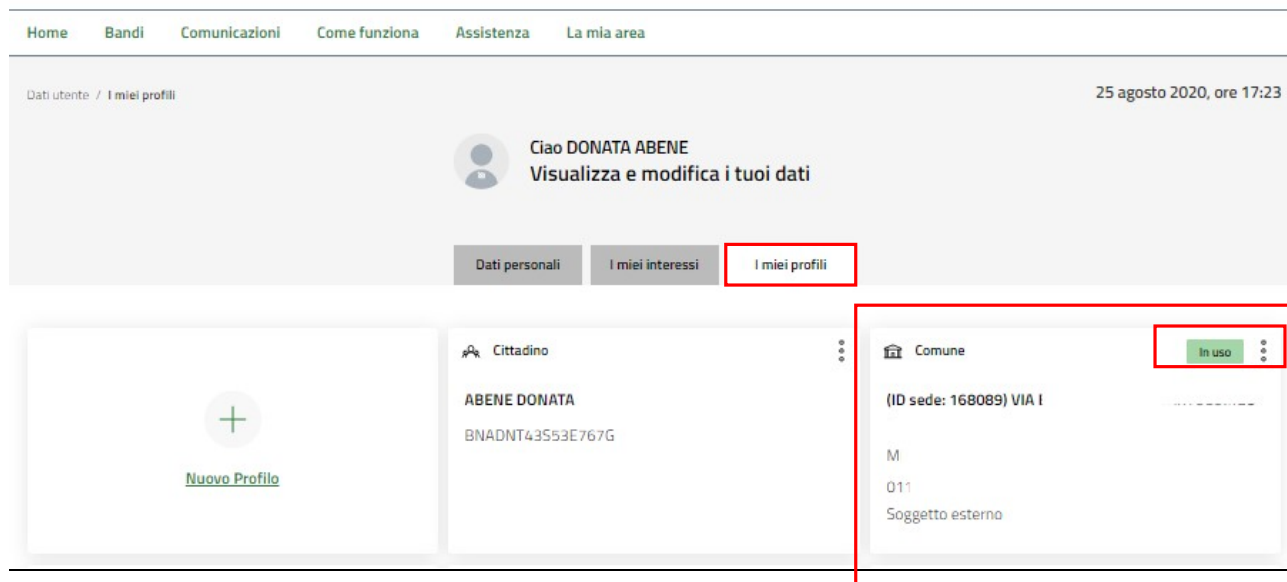 Home Bandi Comunicazioni Come funziona Assistenza La mia area
Dati utente / I miei profili
25 agosto 2020, ore 17:23
Ciao DONATA ABENE
Visualizza e modifica i tuoi dati
Dati personali I miei interessi I miei profili
Nuovo Profilo
Cittadino
ABENE DONATA
BNADNT43S53E767G
Comune In uso
(ID sede: 168089) VIA
M
011
Soggetto esterno